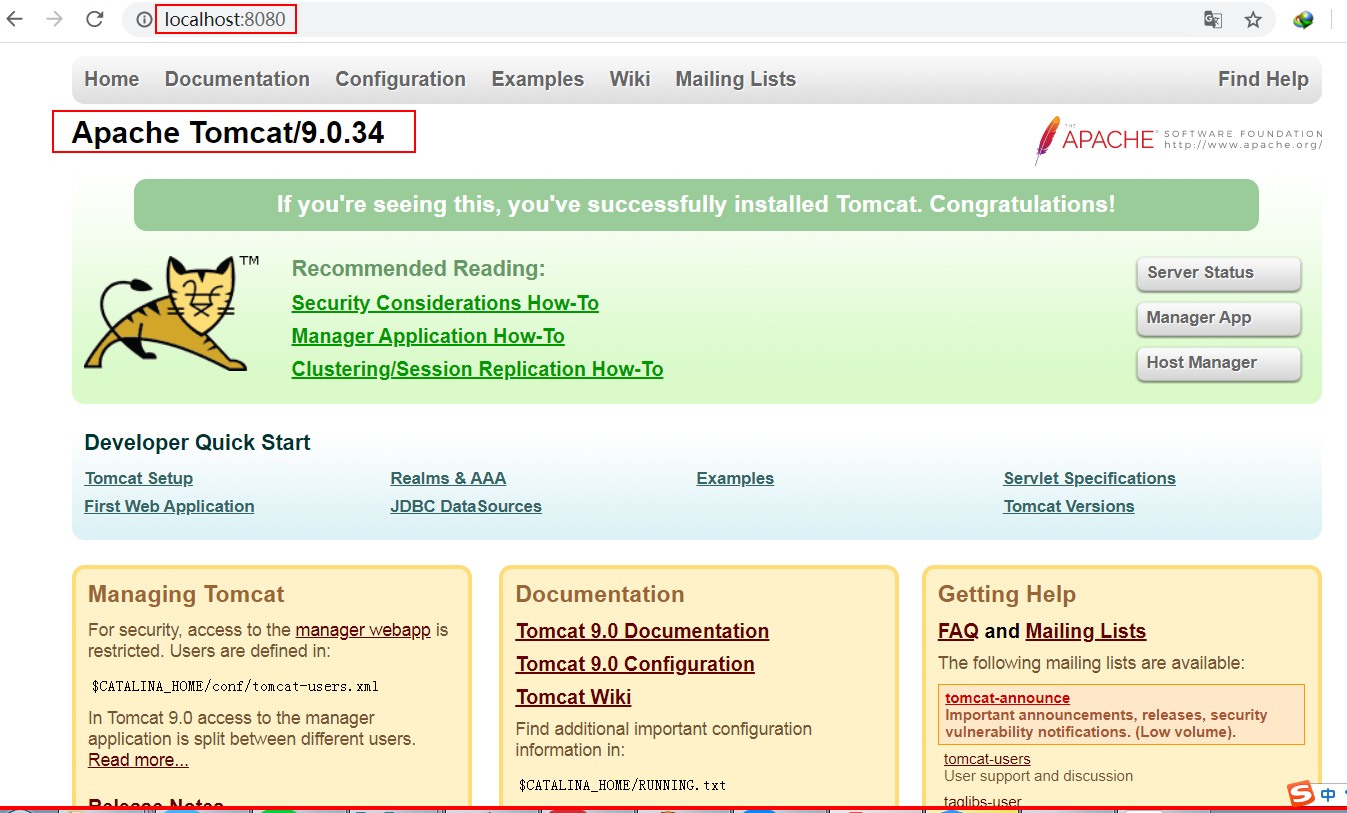 localhost:8080
Home Documentation Configuration Examples Wiki Mailing Lists Find Help
Apache Tomcat/9.0.34
THE APACHE SOFTWARE FOUNDATION
http://www.apache.org/
If you're seeing this, you've successfully installed Tomcat. Congratulations!
TM
Recommended Reading:
Security Considerations How-To
Manager Application How-To
Clustering/Session Replication How-To
Server Status
Manager App
Host Manager
Developer Quick Start
Tomcat Setup
First Web Application
Realms & AAA
JDBC DataSources
Examples
Servlet Specifications
Tomcat Versions
Managing Tomcat
For security, access to the manager webapp is
restricted. Users are defined in:
$CATALINA_HOME/conf/tomcat-users.xml
In Tomcat 9.0 access to the manager
application is split between different users.
Read more...
Release Notes
Documentation
Tomcat 9.0 Documentation
Tomcat 9.0 Configuration
Tomcat Wiki
Find additional important configuration
information in:
$CATALINA_HOME/RUNNING.txt
Getting Help
FAQ and Mailing Lists
The following mailing lists are available:
tomcat-announce
Important announcements, releases, security
vulnerability notifications. (Low volume).
tomcat-users
User support and discussion
taglibs-user
S 中